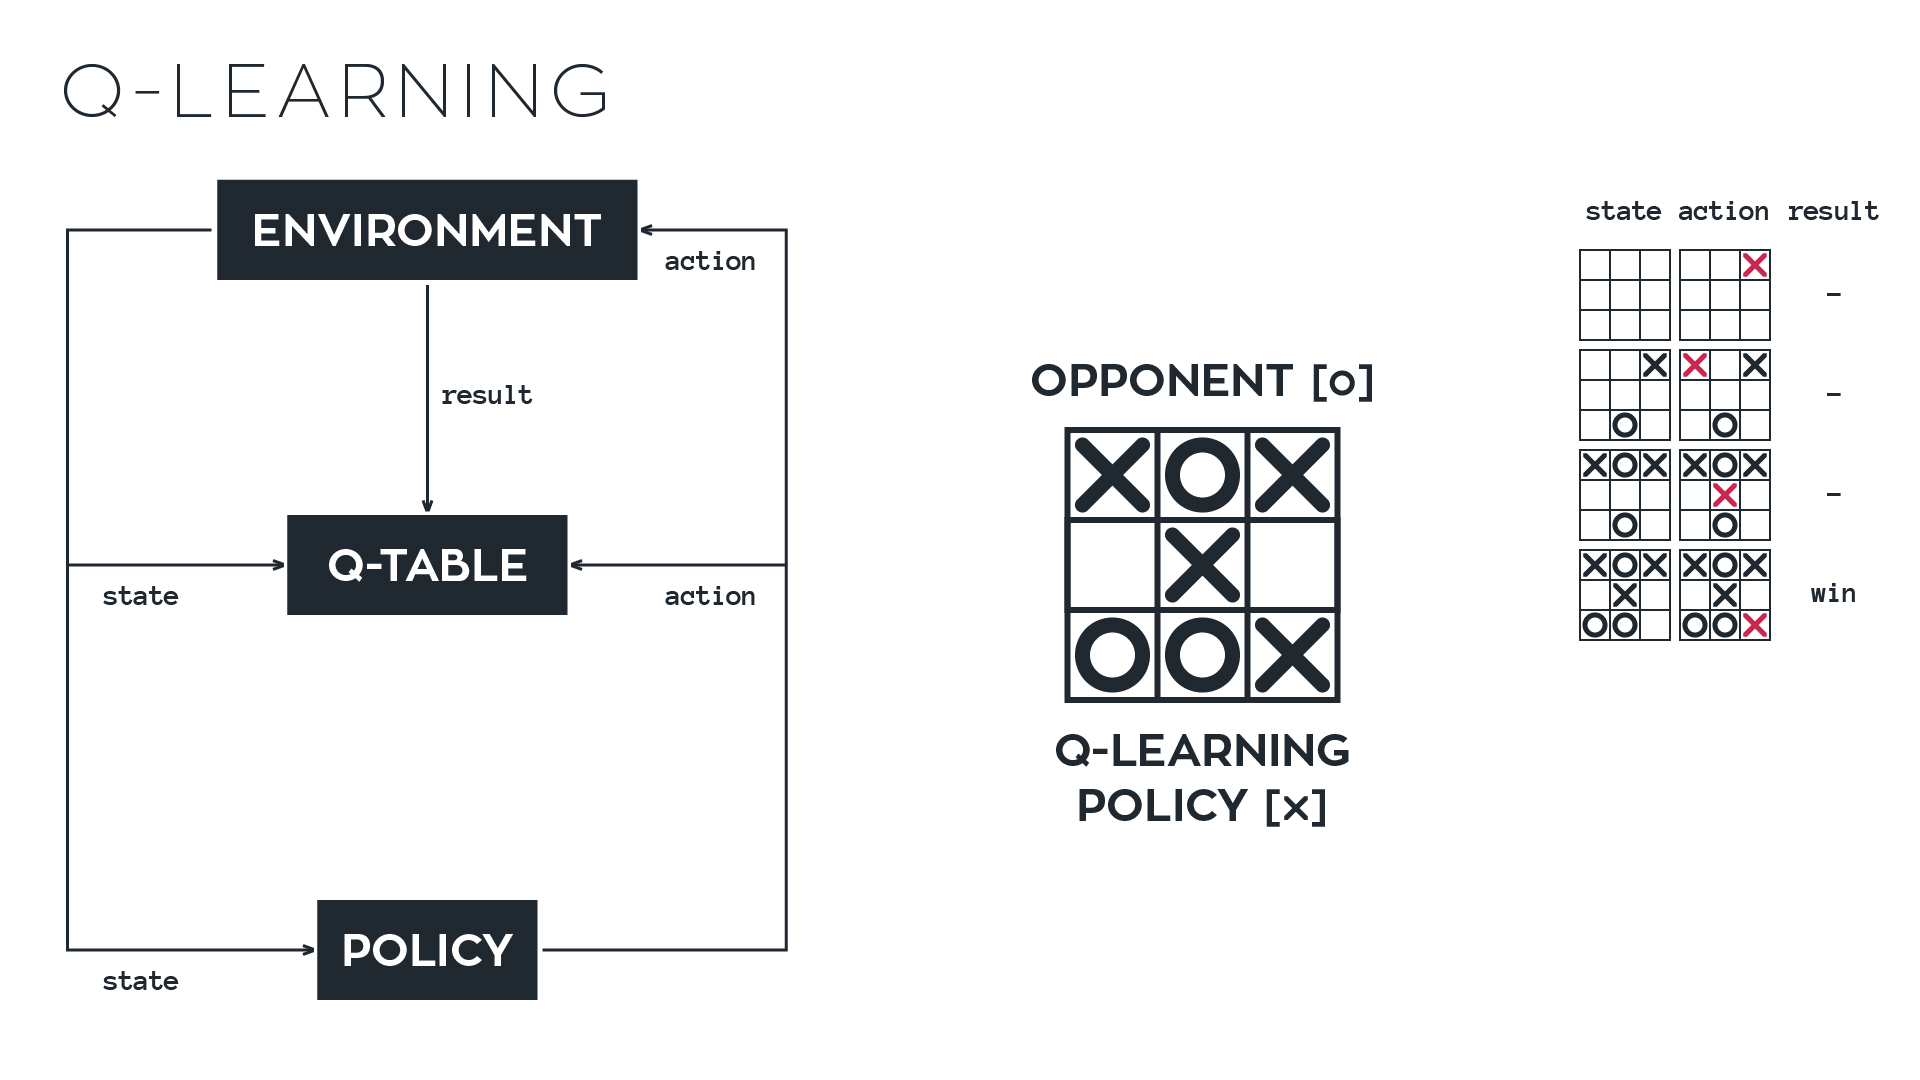 Q-LEARNING
ENVIRONMENT
action
result
Q-TABLE
state
action
POLICY
state
OPPONENT [o]
X O X
X
O O X
Q-LEARNING
POLICY [x]
state action result
X
–
X X X
O O
–
X O X X O X
X
O O
–
X O X X O X
X X
win
O O O O X